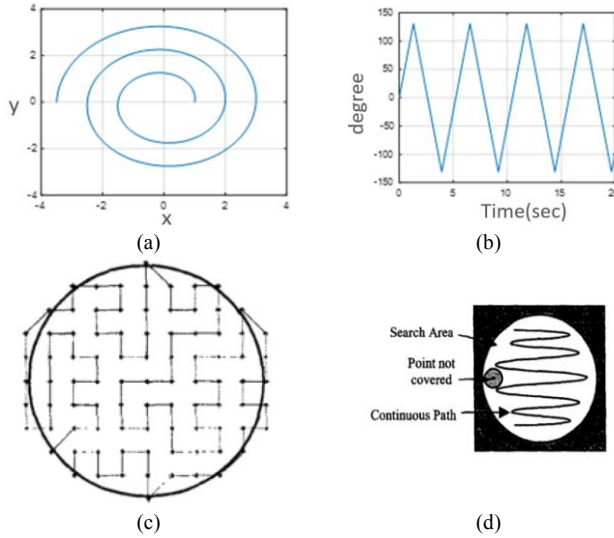 4
2
y
0
-2
-4
-4
-2
0
2
4
x
(a)
150
100
50
degree
0
-50
-100
-150
0
5
10
15
20
Time(sec)
(b)
(c)
Search Area
Point not
covered
Continuous Path
(d)